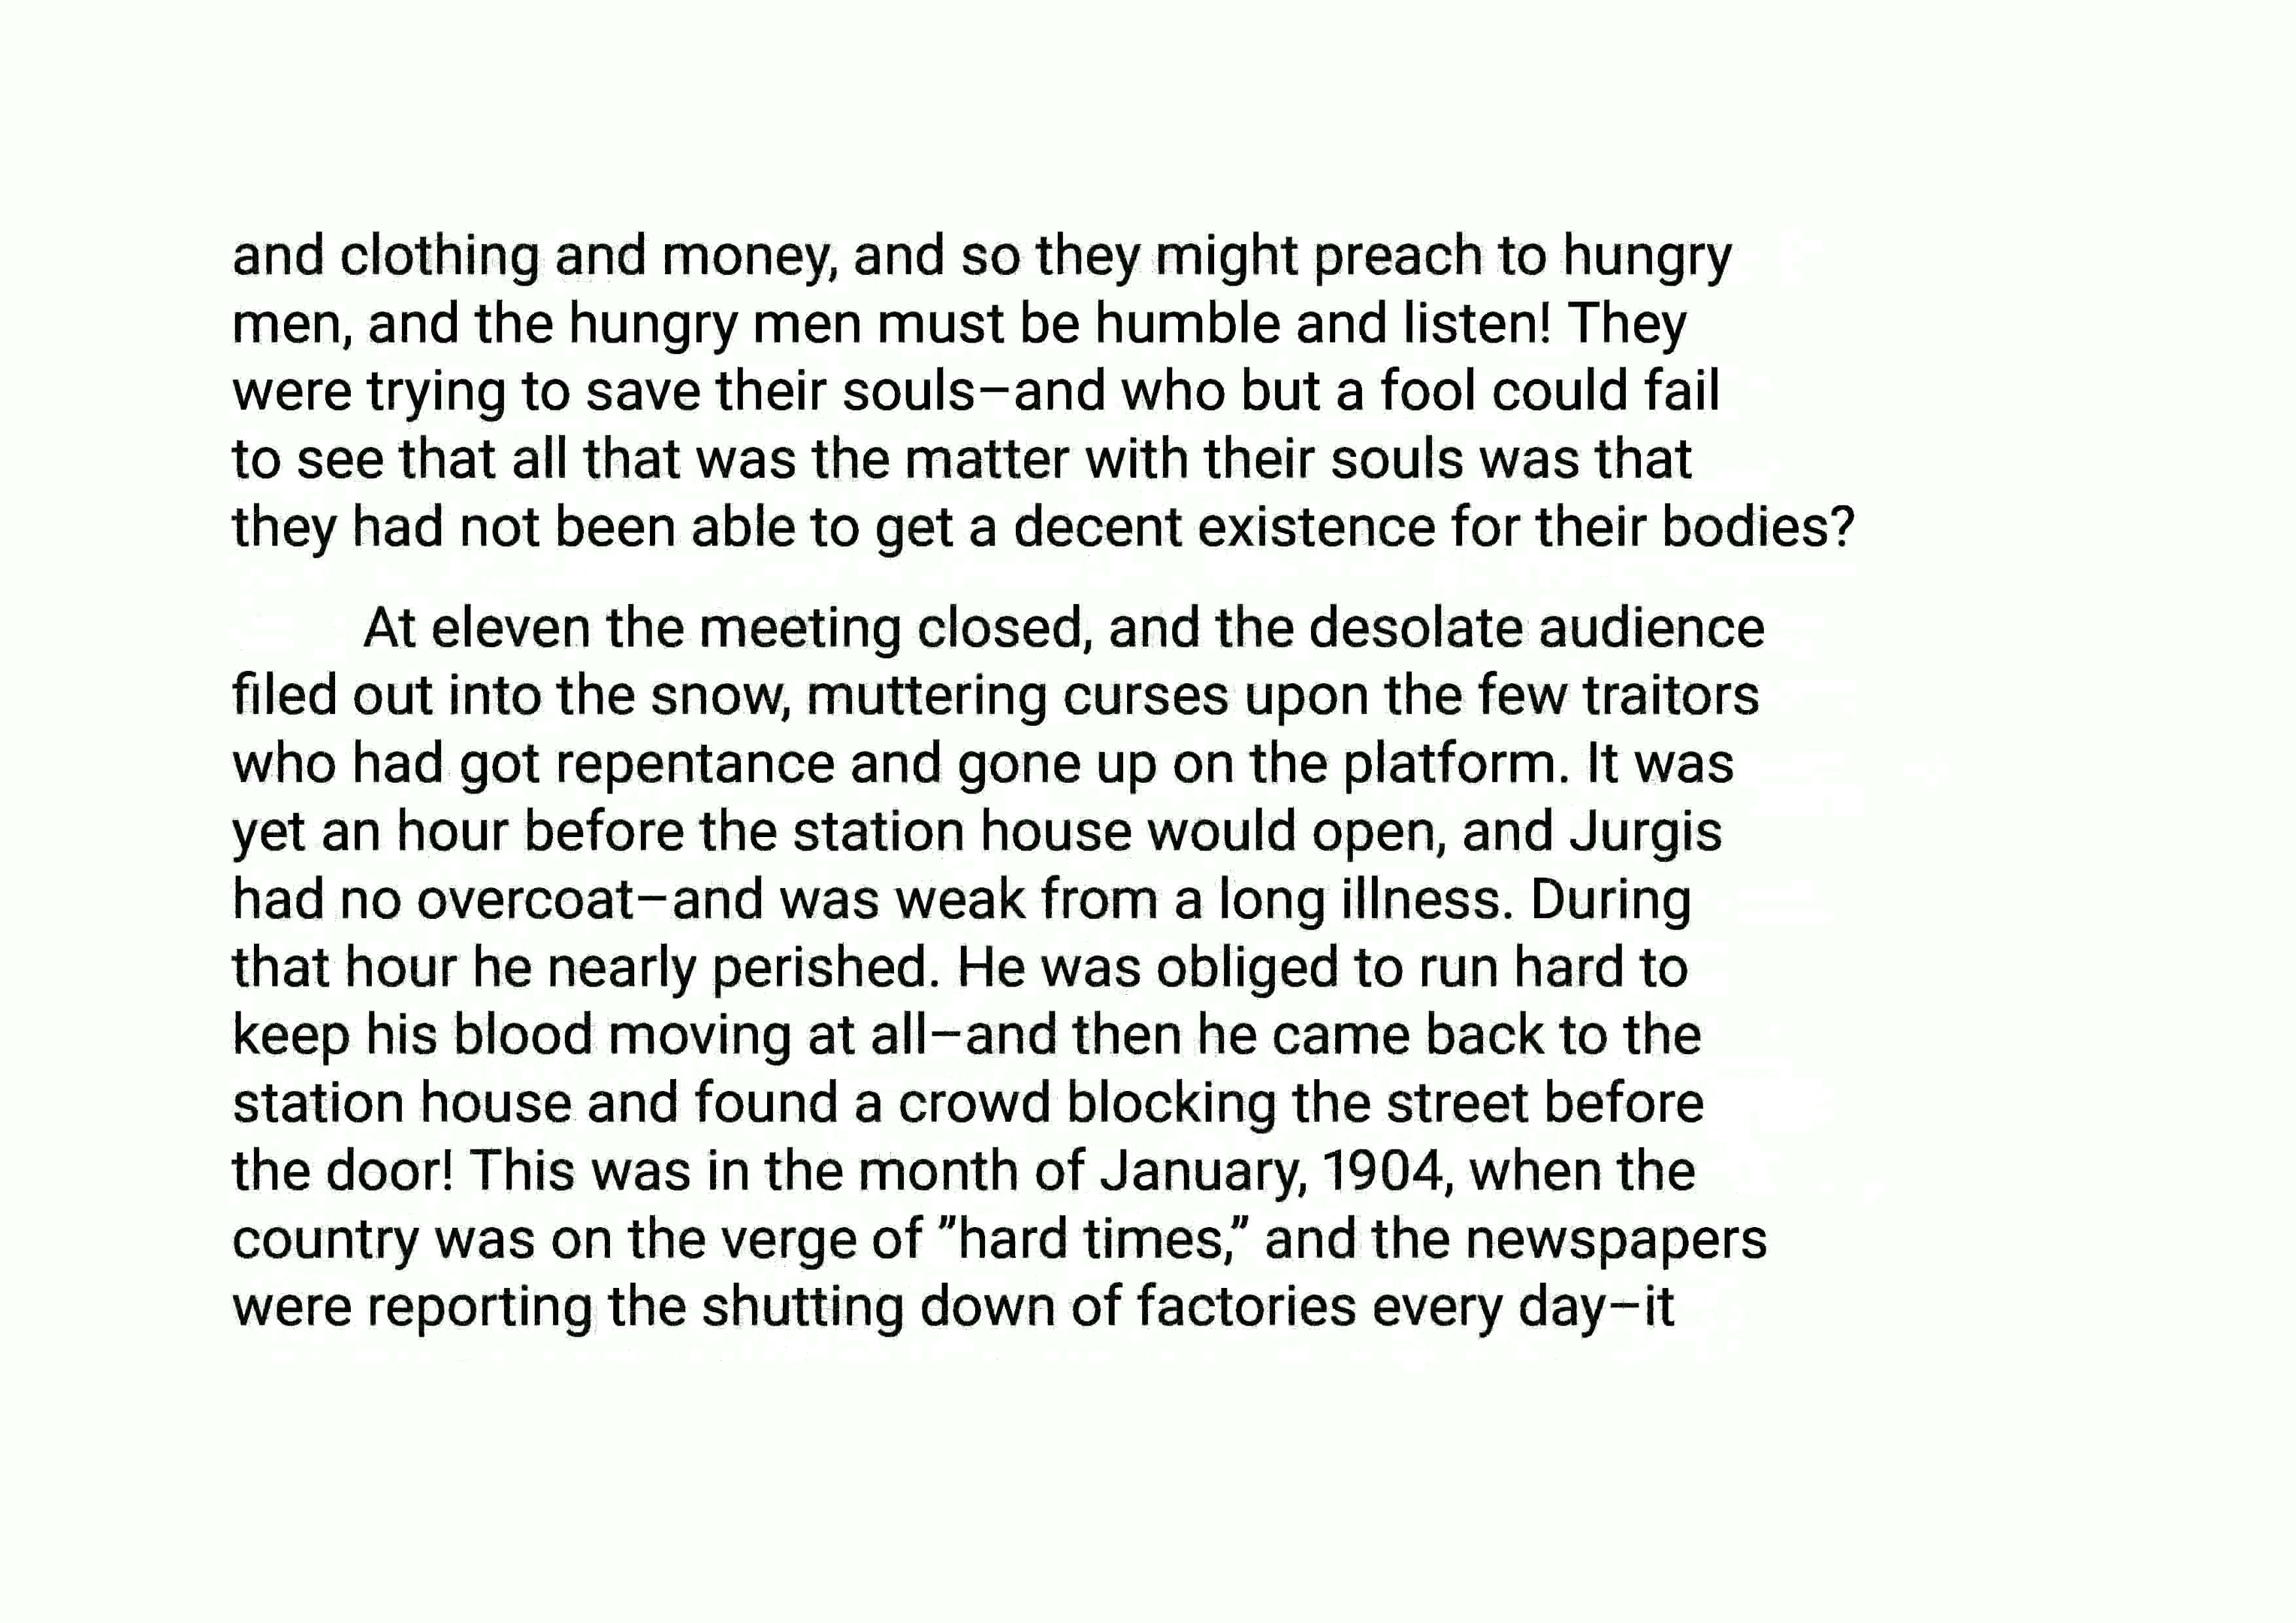 and clothing and money, and so they might preach to hungry
men, and the hungry men must be humble and listen! They
were trying to save their souls–and who but a fool could fail
to see that all that was the matter with their souls was that
they had not been able to get a decent existence for their bodies?
At eleven the meeting closed, and the desolate audience
filed out into the snow, muttering curses upon the few traitors
who had got repentance and gone up on the platform. It was
yet an hour before the station house would open, and Jurgis
had no overcoat–and was weak from a long illness. During
that hour he nearly perished. He was obliged to run hard to
keep his blood moving at all–and then he came back to the
station house and found a crowd blocking the street before
the door! This was in the month of January, 1904, when the
country was on the verge of ”hard times,” and the newspapers
were reporting the shutting down of factories every day–it